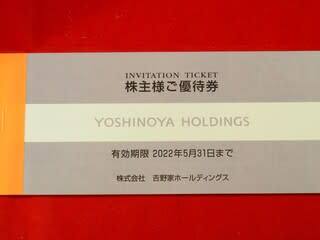 INVITATION TICKET
株主様ご優待券
YOSHINOYA HOLDINGS
有効期限 2022年5月31日まで
株式会社 吉野家ホールディングス